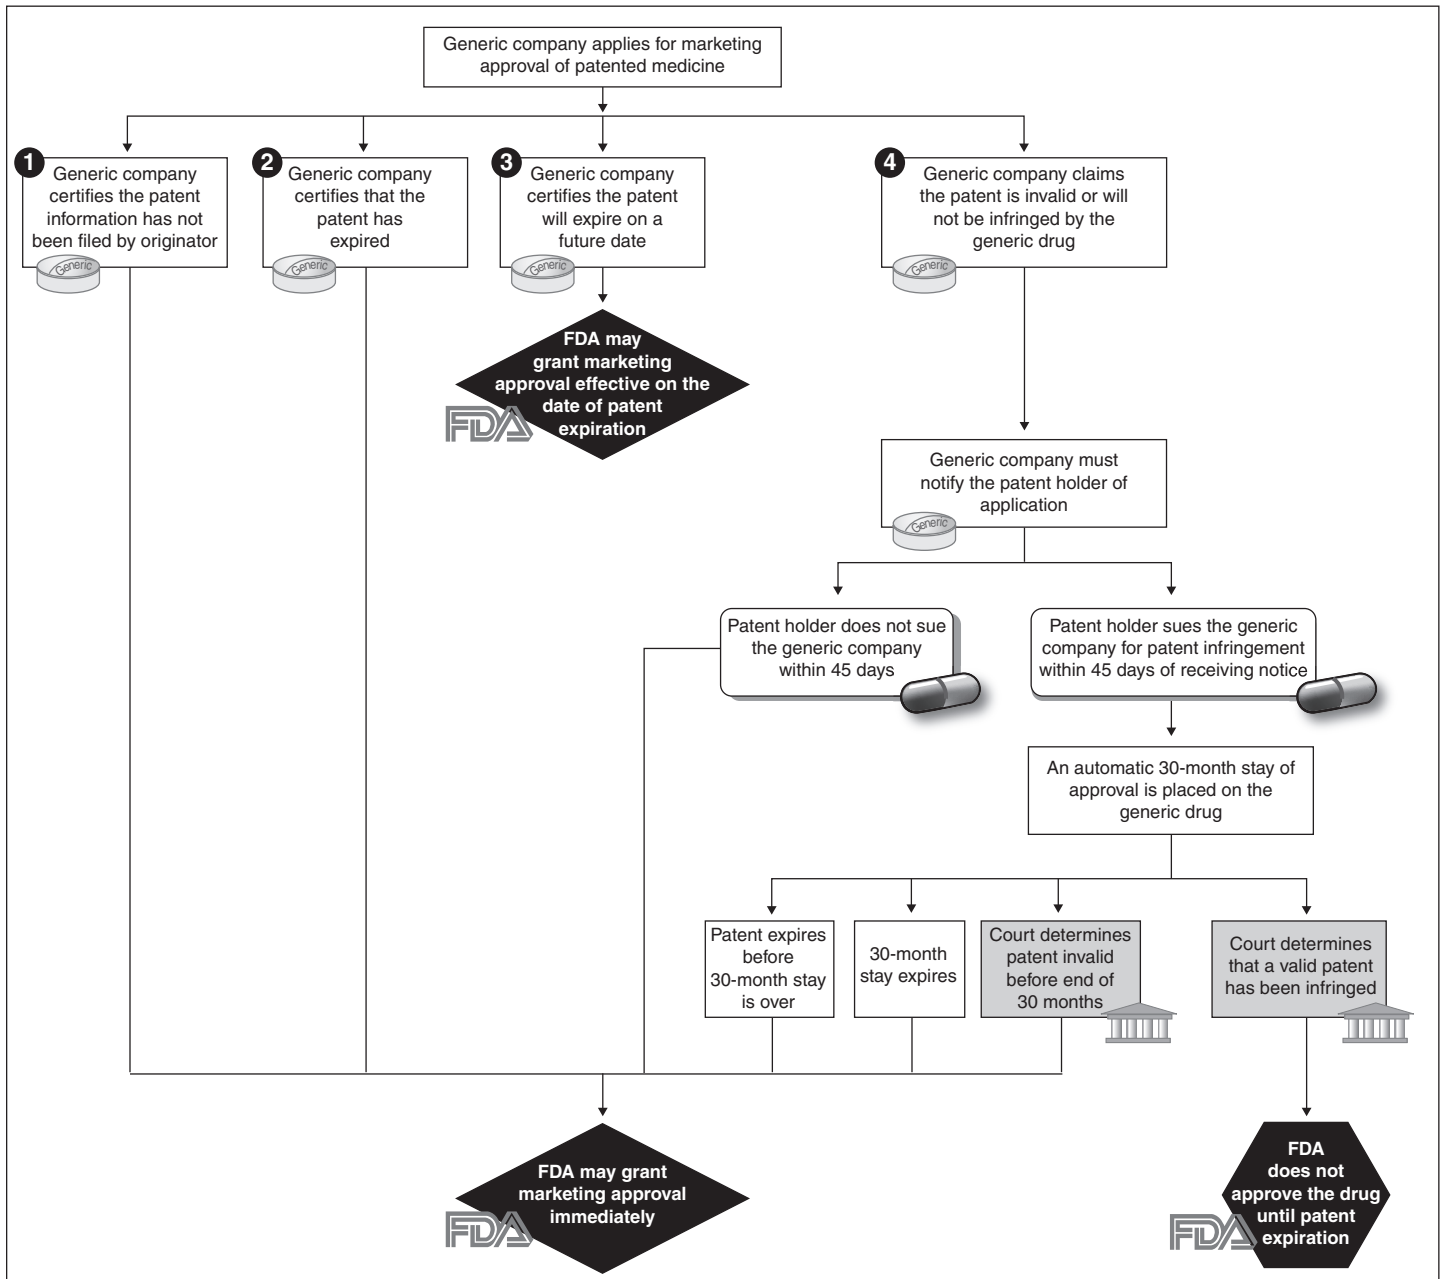 Generic company applies for marketing
approval of patented medicine
1
Generic company
certifies the patent
information has not
been filed by originator
Generic
2
Generic company
certifies that the
patent has
expired
Generic
3
Generic company
certifies the patent
will expire on a
future date
Generic
4
Generic company claims
the patent is invalid or will
not be infringed by the
generic drug
Generic
FDA may
grant marketing
approval effective on the
date of patent
expiration
FDA
Generic company must
notify the patent holder of
application
Generic
Patent holder does not sue
the generic company
within 45 days
Patent holder sues the generic
company for patent infringement
within 45 days of receiving notice
An automatic 30-month stay of
approval is placed on the
generic drug
Patent expires
before
30-month stay
is over
30-month
stay expires
Court determines
patent invalid
before end of
30 months
Court determines
that a valid patent
has been infringed
FDA may grant
marketing approval
immediately
FDA
FDA
does not
approve the drug
until patent
expiration
FDA